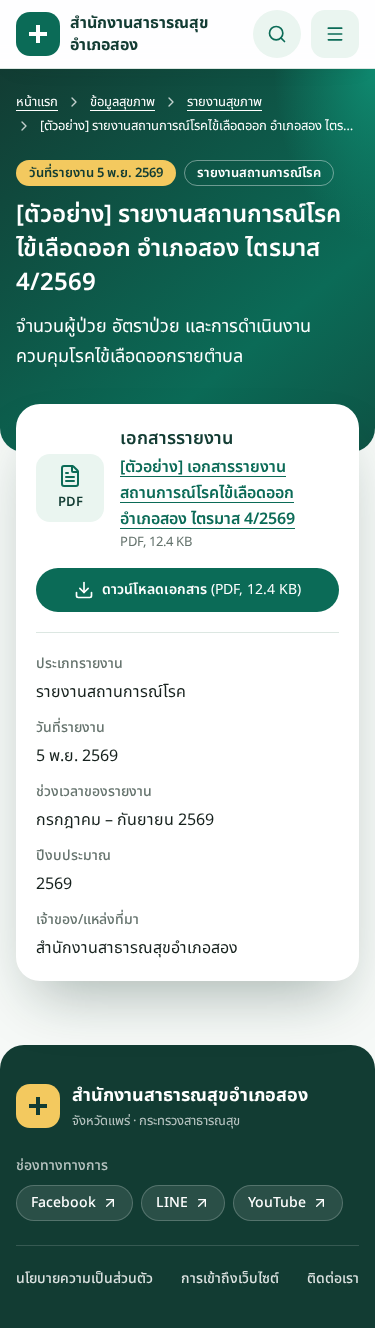 สำนักงานสาธารณสุข
อำเภอสอง
หน้าแรก
ข้อมูลสุขภาพ
รายงานสุขภาพ
[ตัวอย่าง] รายงานสถานการณ์โรคไข้เลือดออก อำเภอสอง ไตร...
วันที่รายงาน 5 พ.ย. 2569
รายงานสถานการณ์โรค
[ตัวอย่าง] รายงานสถานการณ์โรค
ไข้เลือดออก อำเภอสอง ไตรมาส
4/2569
จำนวนผู้ป่วย อัตราป่วย และการดำเนินงาน
ควบคุมโรคไข้เลือดออกรายตำบล
เอกสารรายงาน
PDF
[ตัวอย่าง] เอกสารรายงาน
สถานการณ์โรคไข้เลือดออก
อำเภอสอง ไตรมาส 4/2569
PDF, 12.4 KB
ดาวน์โหลดเอกสาร (PDF, 12.4 KB)
ประเภทรายงาน
รายงานสถานการณ์โรค
วันที่รายงาน
5 พ.ย. 2569
ช่วงเวลาของรายงาน
กรกฎาคม – กันยายน 2569
ปีงบประมาณ
2569
เจ้าของ/แหล่งที่มา
สำนักงานสาธารณสุขอำเภอสอง
สำนักงานสาธารณสุขอำเภอสอง
จังหวัดแพร่ · กระทรวงสาธารณสุข
ช่องทางทางการ
Facebook
LINE
YouTube
นโยบายความเป็นส่วนตัว
การเข้าถึงเว็บไซต์
ติดต่อเรา